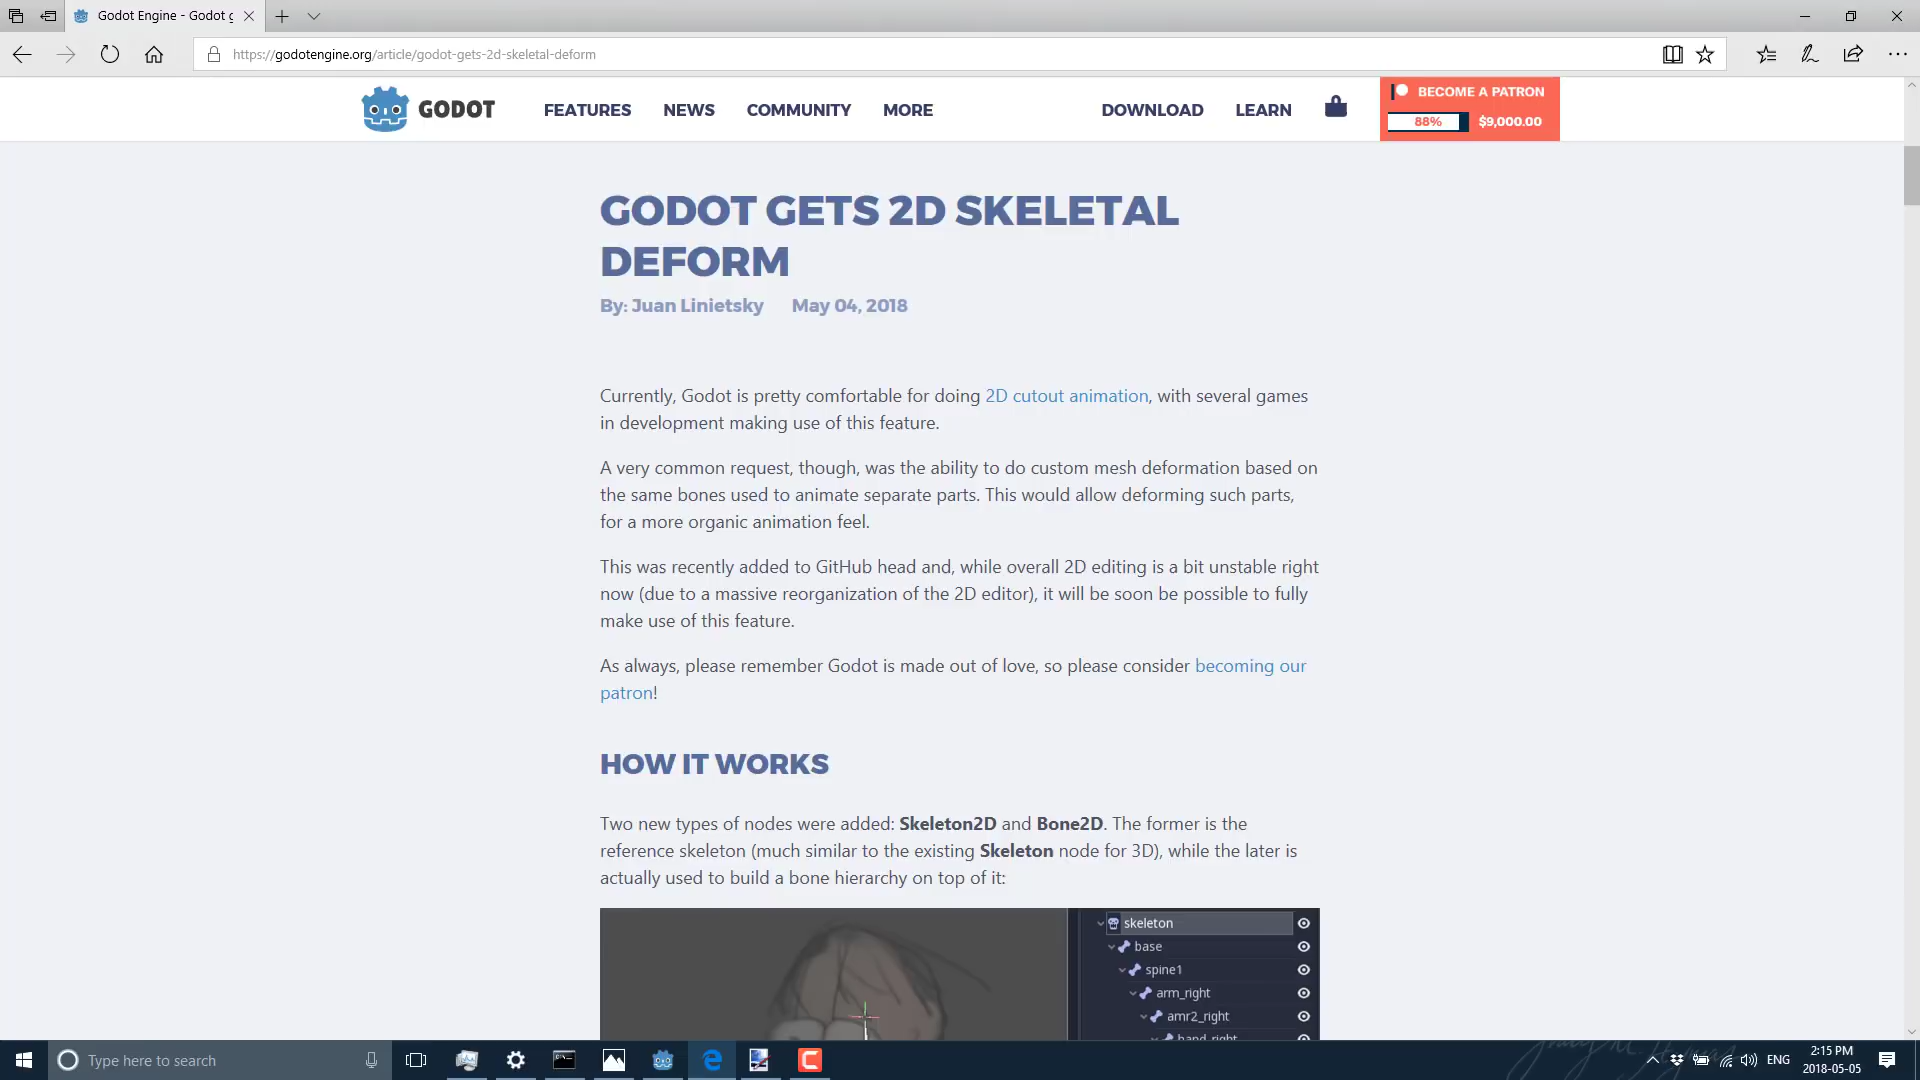 Godot Engine - Godot g
https://godotengine.org/article/godot-gets-2d-skeletal-deform
GODOT
FEATURES
NEWS
COMMUNITY
MORE
DOWNLOAD
LEARN
BECOME A PATRON
88%
$9,000.00
GODOT GETS 2D SKELETAL
DEFORM
By: Juan Linietsky
May 04, 2018
Currently, Godot is pretty comfortable for doing 2D cutout animation, with several games
in development making use of this feature.
A very common request, though, was the ability to do custom mesh deformation based on
the same bones used to animate separate parts. This would allow deforming such parts,
for a more organic animation feel.
This was recently added to GitHub head and, while overall 2D editing is a bit unstable right
now (due to a massive reorganization of the 2D editor), it will be soon be possible to fully
make use of this feature.
As always, please remember Godot is made out of love, so please consider becoming our
patron!
HOW IT WORKS
Two new types of nodes were added: Skeleton2D and Bone2D. The former is the
reference skeleton (much similar to the existing Skeleton node for 3D), while the later is
actually used to build a bone hierarchy on top of it:
skeleton
base
spine1
arm_right
amr2_right
hand_right
Type here to search
ENG
2:15 PM
2018-05-05